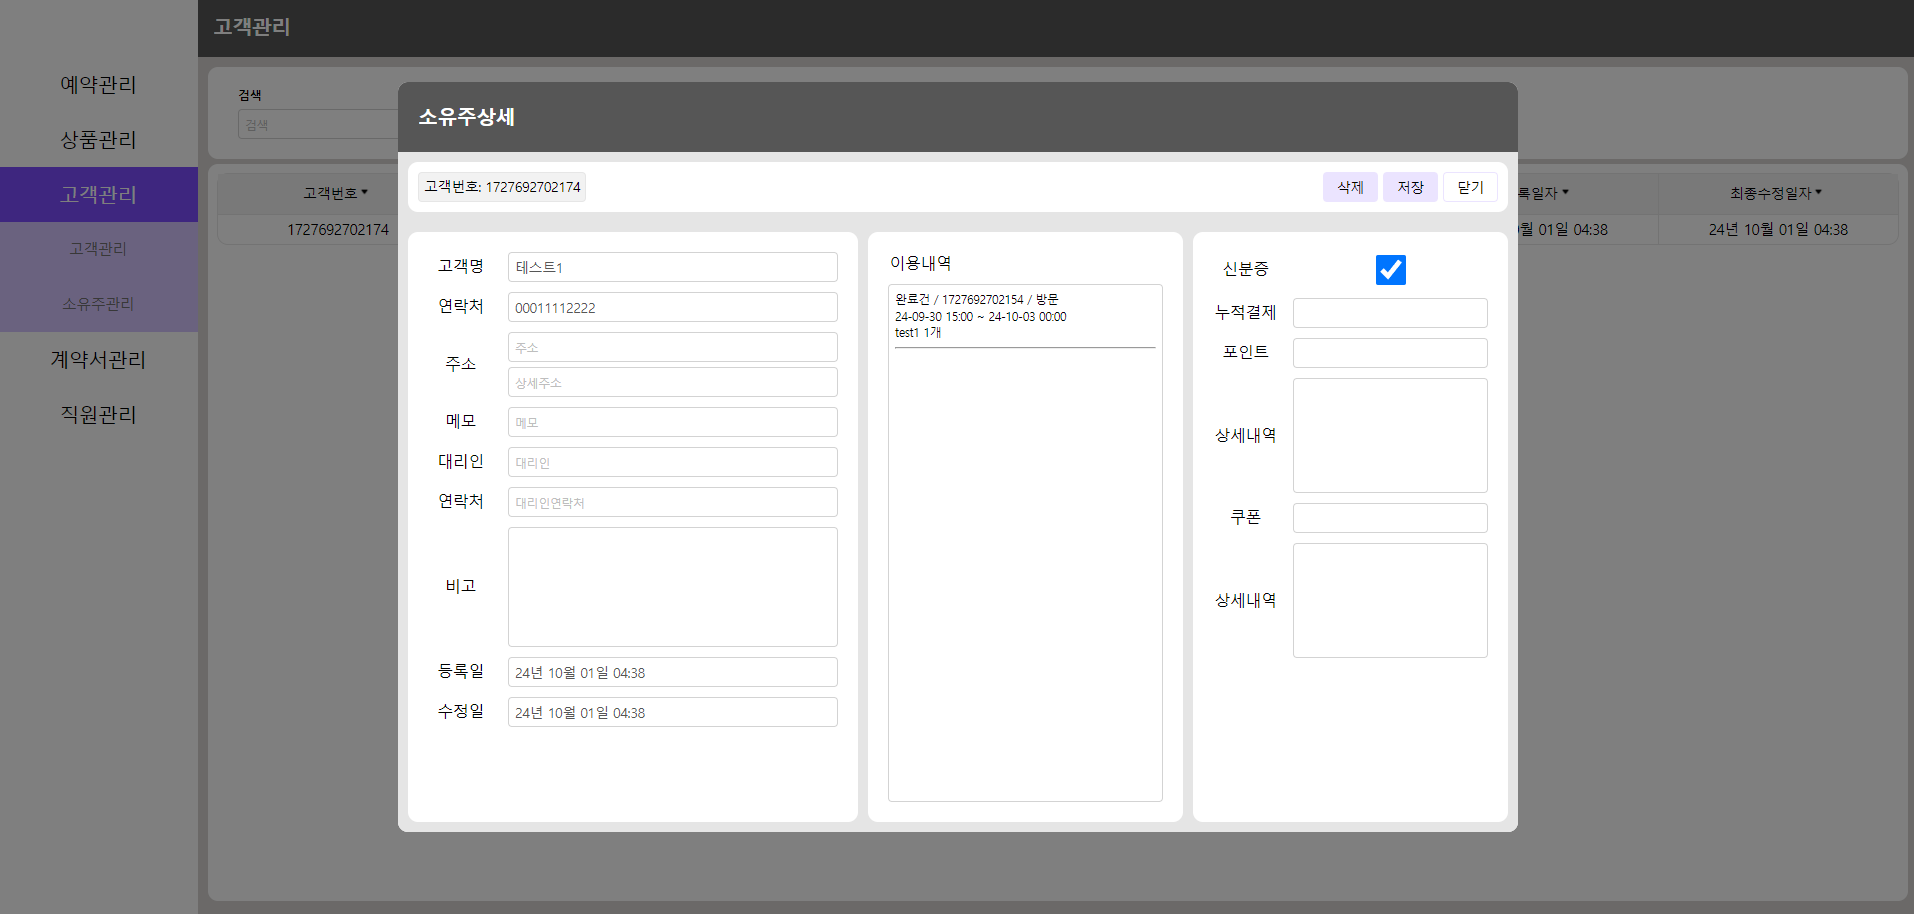 고객관리
예약관리
상품관리
고객관리
고객관리
소유주관리
계약서관리
직원관리
검색
검색
고객번호
록일자
최종수정일자
1727692702174
월 01일 04:38
24년 10월 01일 04:38
소유주상세
고객번호: 1727692702174
삭제
저장
닫기
고객명
테스트1
연락처
00011112222
주소
주소
상세주소
메모
메모
대리인
대리인
연락처
대리인연락처
비고
등록일
24년 10월 01일 04:38
수정일
24년 10월 01일 04:38
이용내역
완료건 / 1727692702154 / 방문
24-09-30 15:00 ~ 24-10-03 00:00
test1 1개
신분증
누적결제
포인트
상세내역
쿠폰
상세내역